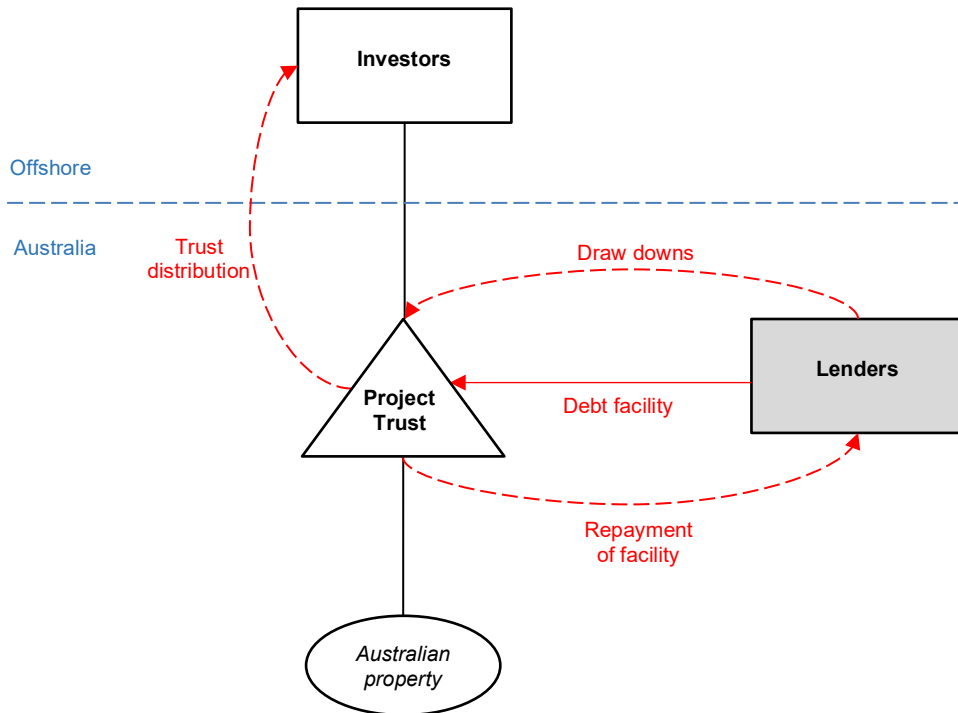 Investors
Offshore
Australia
Trust
distribution
Draw downs
Lenders
Project
Trust
Debt facility
Repayment
of facility
Australian
property